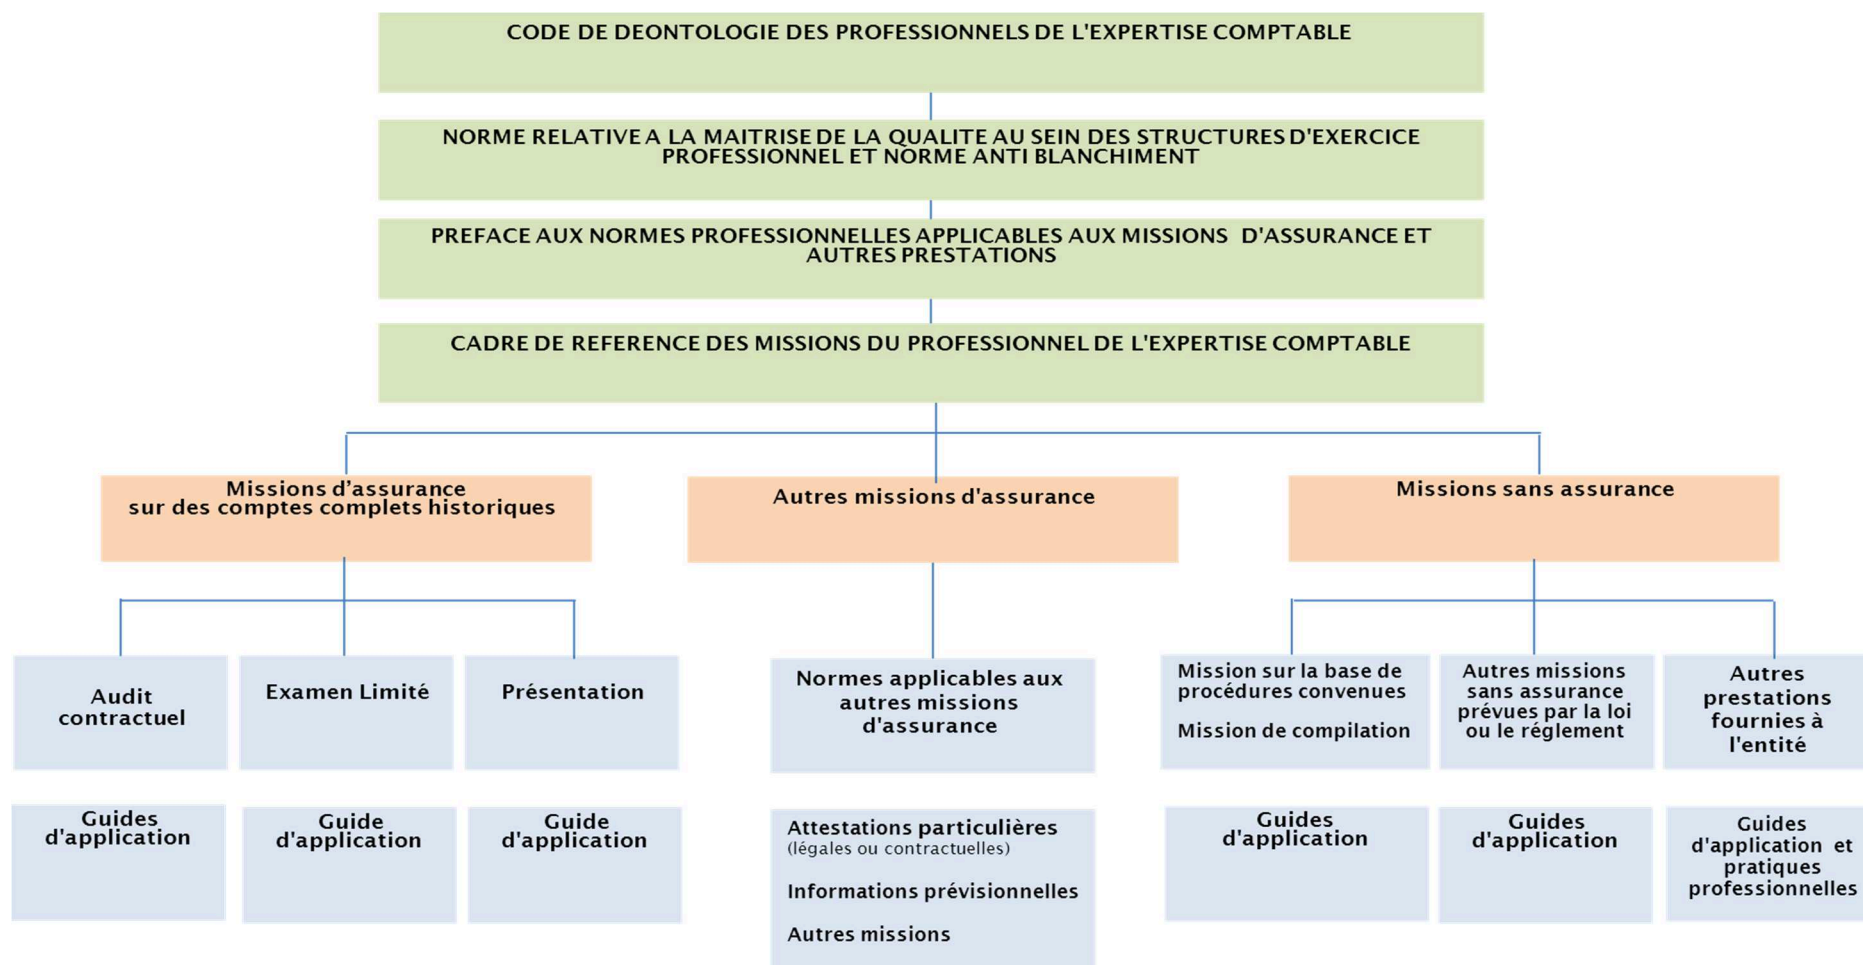 CODE DE DEONTOLOGIE DES PROFESSIONNELS DE L'EXPERTISE COMPTABLE
NORME RELATIVE A LA MAITRISE DE LA QUALITE AU SEIN DES STRUCTURES D'EXERCICE
PROFESSIONNEL ET NORME ANTI BLANCHIMENT
PREFACE AUX NORMES PROFESSIONNELLES APPLICABLES AUX MISSIONS D'ASSURANCE ET
AUTRES PRESTATIONS
CADRE DE REFERENCE DES MISSIONS DU PROFESSIONNEL DE L'EXPERTISE COMPTABLE
Missions d’assurance
sur des comptes complets historiques
Autres missions d'assurance
Missions sans assurance
Audit
contractuel
Examen Limité
Présentation
Normes applicables aux
autres missions
d'assurance
Mission sur la base de
procédures convenues
Mission de compilation
Autres missions
sans assurance
prévues par la loi
ou le réglement
Autres
prestations
fournies à
l'entité
Guides
d'application
Guide
d'application
Guide
d'application
Attestations particulières
(légales ou contractuelles)
Informations prévisionnelles
Autres missions
Guides
d'application
Guides
d'application
Guides
d'application et
pratiques
professionnelles